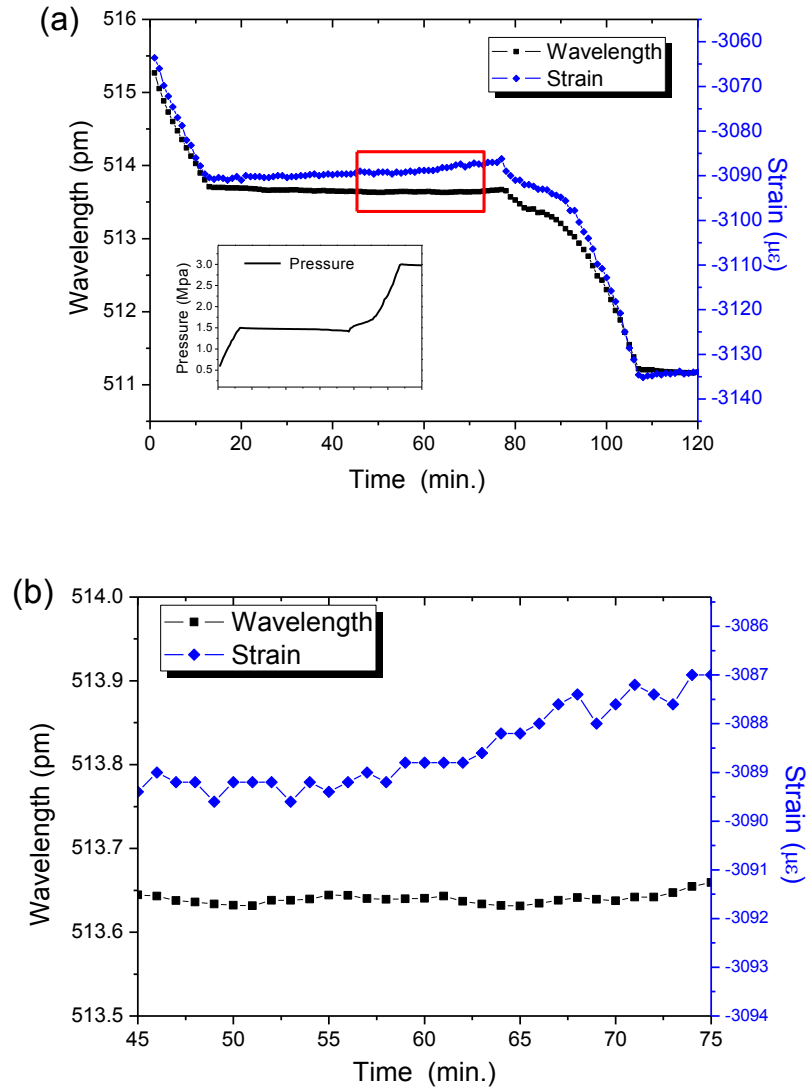 (a)
516
515
514
513
512
511
Wavelength (pm)
Wavelength
Strain
-3060
-3070
-3080
-3090
-3100
-3110
-3120
-3130
-3140
Strain (με)
Pressure
3.0
2.5
2.0
1.5
1.0
0.5
Pressure (Mpa)
0 20 40 60 80 100 120
Time (min.)
(b)
514.0
513.9
513.8
513.7
513.6
513.5
Wavelength (pm)
Wavelength
Strain
-3086
-3087
-3088
-3089
-3090
-3091
-3092
-3093
-3094
Strain (με)
45 50 55 60 65 70 75
Time (min.)